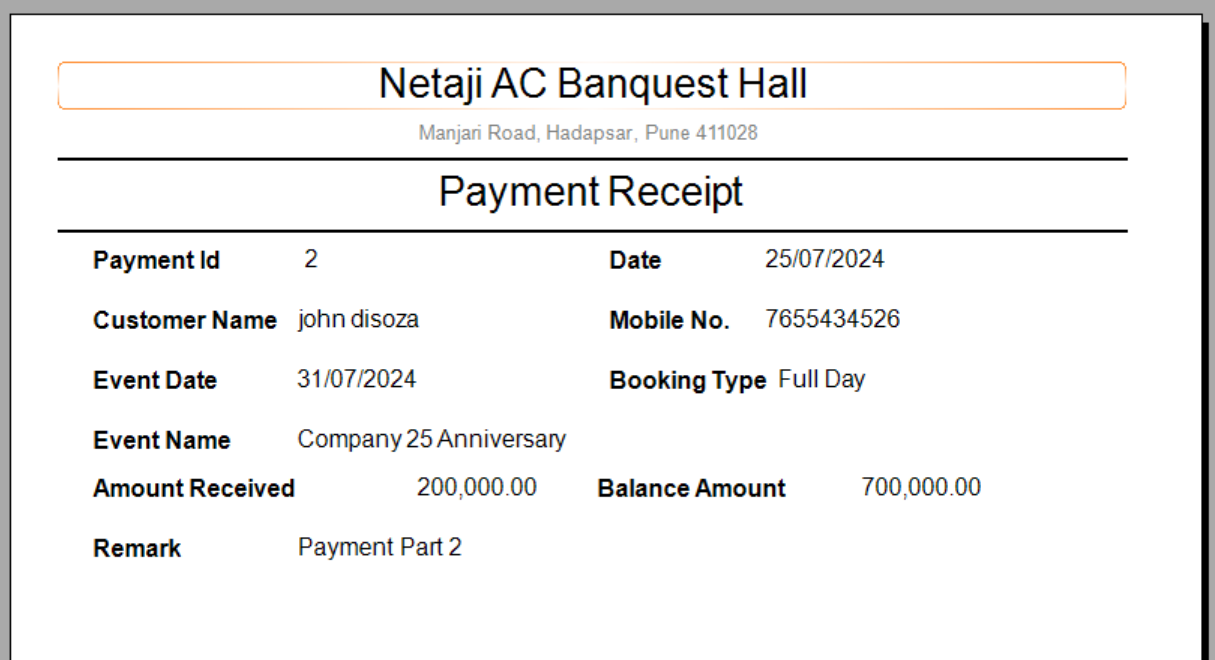 Netaji AC Banquest Hall
Manjari Road, Hadapsar, Pune 411028
Payment Receipt
Payment Id 2 Date 25/07/2024
Customer Name john disoza Mobile No. 7655434526
Event Date 31/07/2024 Booking Type Full Day
Event Name Company 25 Anniversary
Amount Received 200,000.00 Balance Amount 700,000.00
Remark Payment Part 2